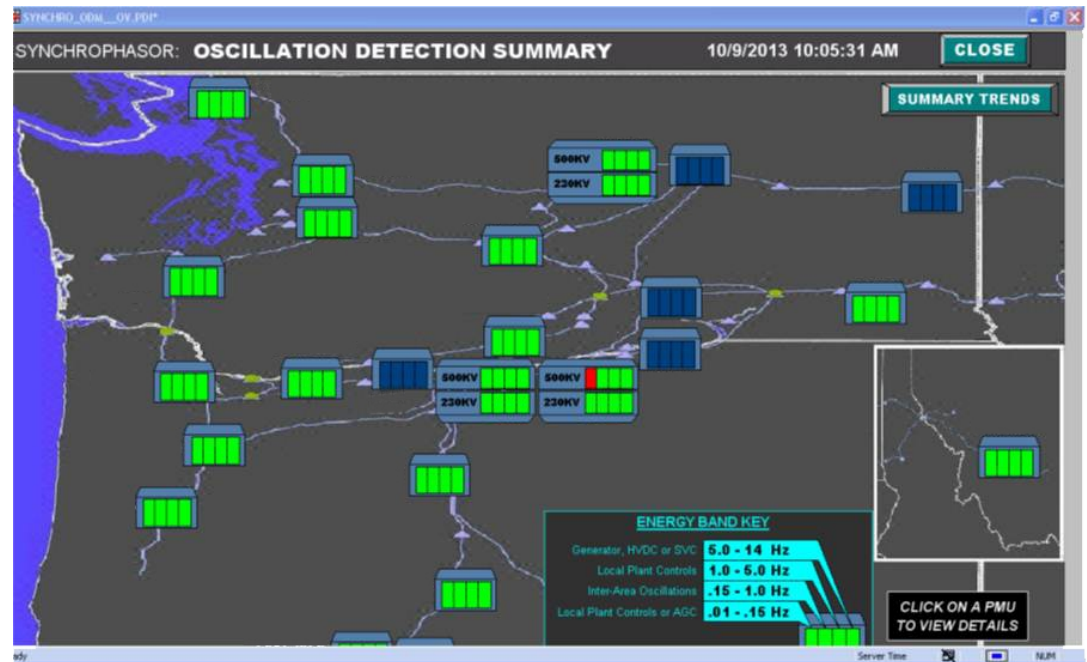 SYNCHRO_ODM__OV.PDI*
SYNCHROPHASOR: OSCILLATION DETECTION SUMMARY 10/9/2013 10:05:31 AM CLOSE
SUMMARY TRENDS
500KV
230KV
500KV
230KV
500KV
230KV
ENERGY BAND KEY
Generator, HVDC or SVC 5.0 - 14 Hz
Local Plant Controls 1.0 - 5.0 Hz
Inter-Area Oscillations .15 - 1.0 Hz
Local Plant Controls or AGC .01 - .15 Hz
CLICK ON A PMU
TO VIEW DETAILS
Server Time NUM